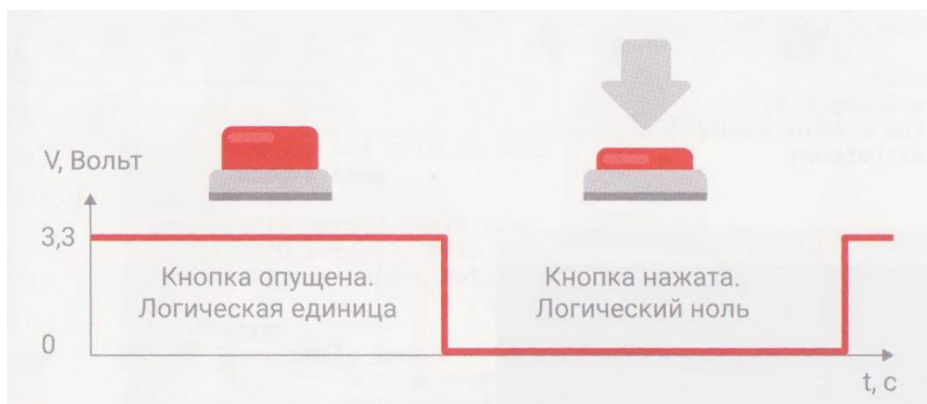 V, Вольт
3,3
Кнопка опущена.
Логическая единица
Кнопка нажата.
Логический ноль
0
t, с